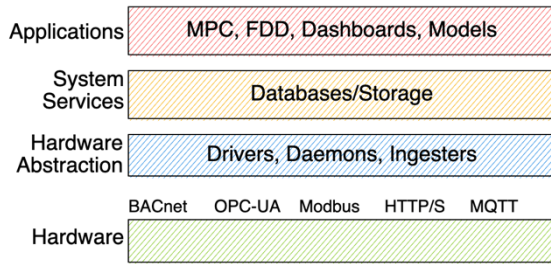 Applications
MPC, FDD, Dashboards, Models
System
Services
Databases/Storage
Hardware
Abstraction
Drivers, Daemons, Ingesters
BACnet OPC-UA Modbus HTTP/S MQTT
Hardware